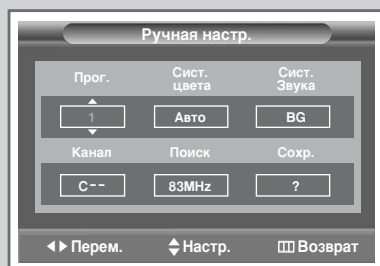 Ручная настр.
Прог. Сист. цвета Сист. Звука
1 Авто BG
Канал Поиск Сохр.
C-- 83MHz ?
Перем. Настр. Возврат